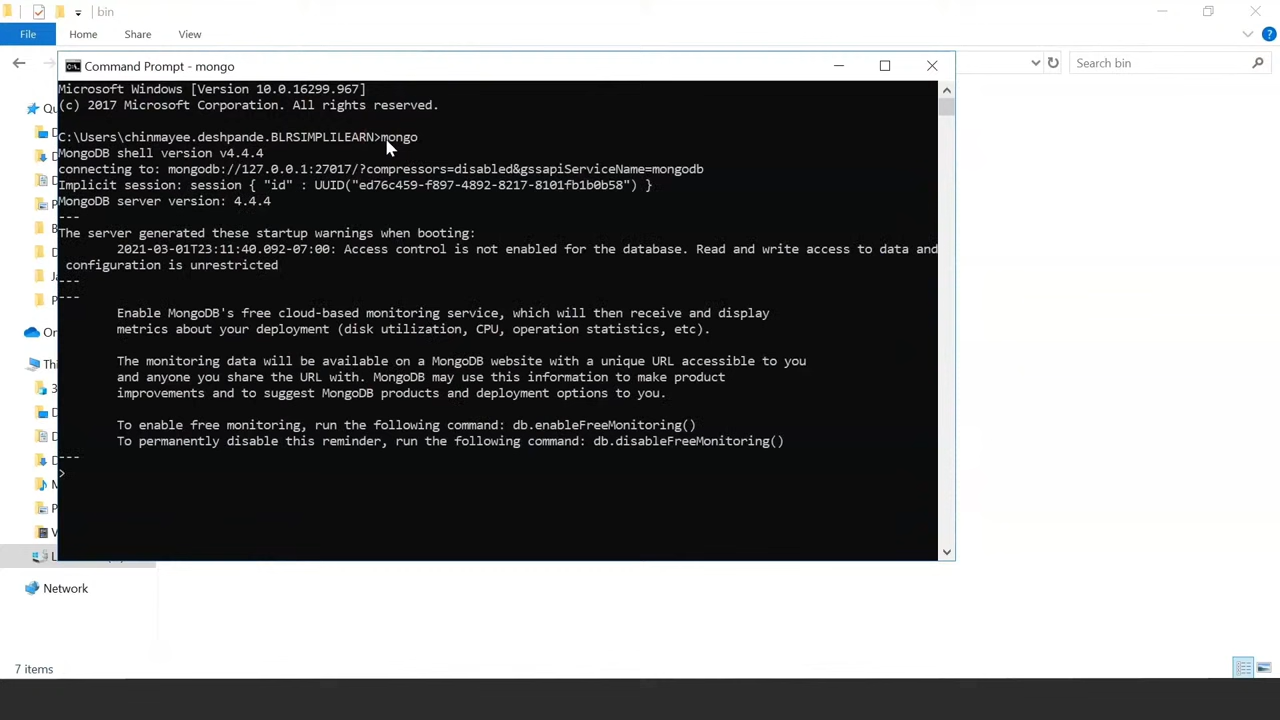 bin
File Home Share View
Search bin
Command Prompt - mongo
Microsoft Windows [Version 10.0.16299.967]
(c) 2017 Microsoft Corporation. All rights reserved.
C:\Users\chinmayee.deshpande.BLRSIMPLILEARN>mongo
MongoDB shell version v4.4.4
connecting to: mongodb://127.0.0.1:27017/?compressors=disabled&gssapiServiceName=mongodb
Implicit session: session { "id" : UUID("ed76c459-f897-4892-8217-8101fb1b0b58") }
MongoDB server version: 4.4.4
---
The server generated these startup warnings when booting:
2021-03-01T23:11:40.092-07:00: Access control is not enabled for the database. Read and write access to data and
configuration is unrestricted
---
---
Enable MongoDB's free cloud-based monitoring service, which will then receive and display
metrics about your deployment (disk utilization, CPU, operation statistics, etc).
The monitoring data will be available on a MongoDB website with a unique URL accessible to you
and anyone you share the URL with. MongoDB may use this information to make product
improvements and to suggest MongoDB products and deployment options to you.
To enable free monitoring, run the following command: db.enableFreeMonitoring()
To permanently disable this reminder, run the following command: db.disableFreeMonitoring()
---
>
Network
7 items